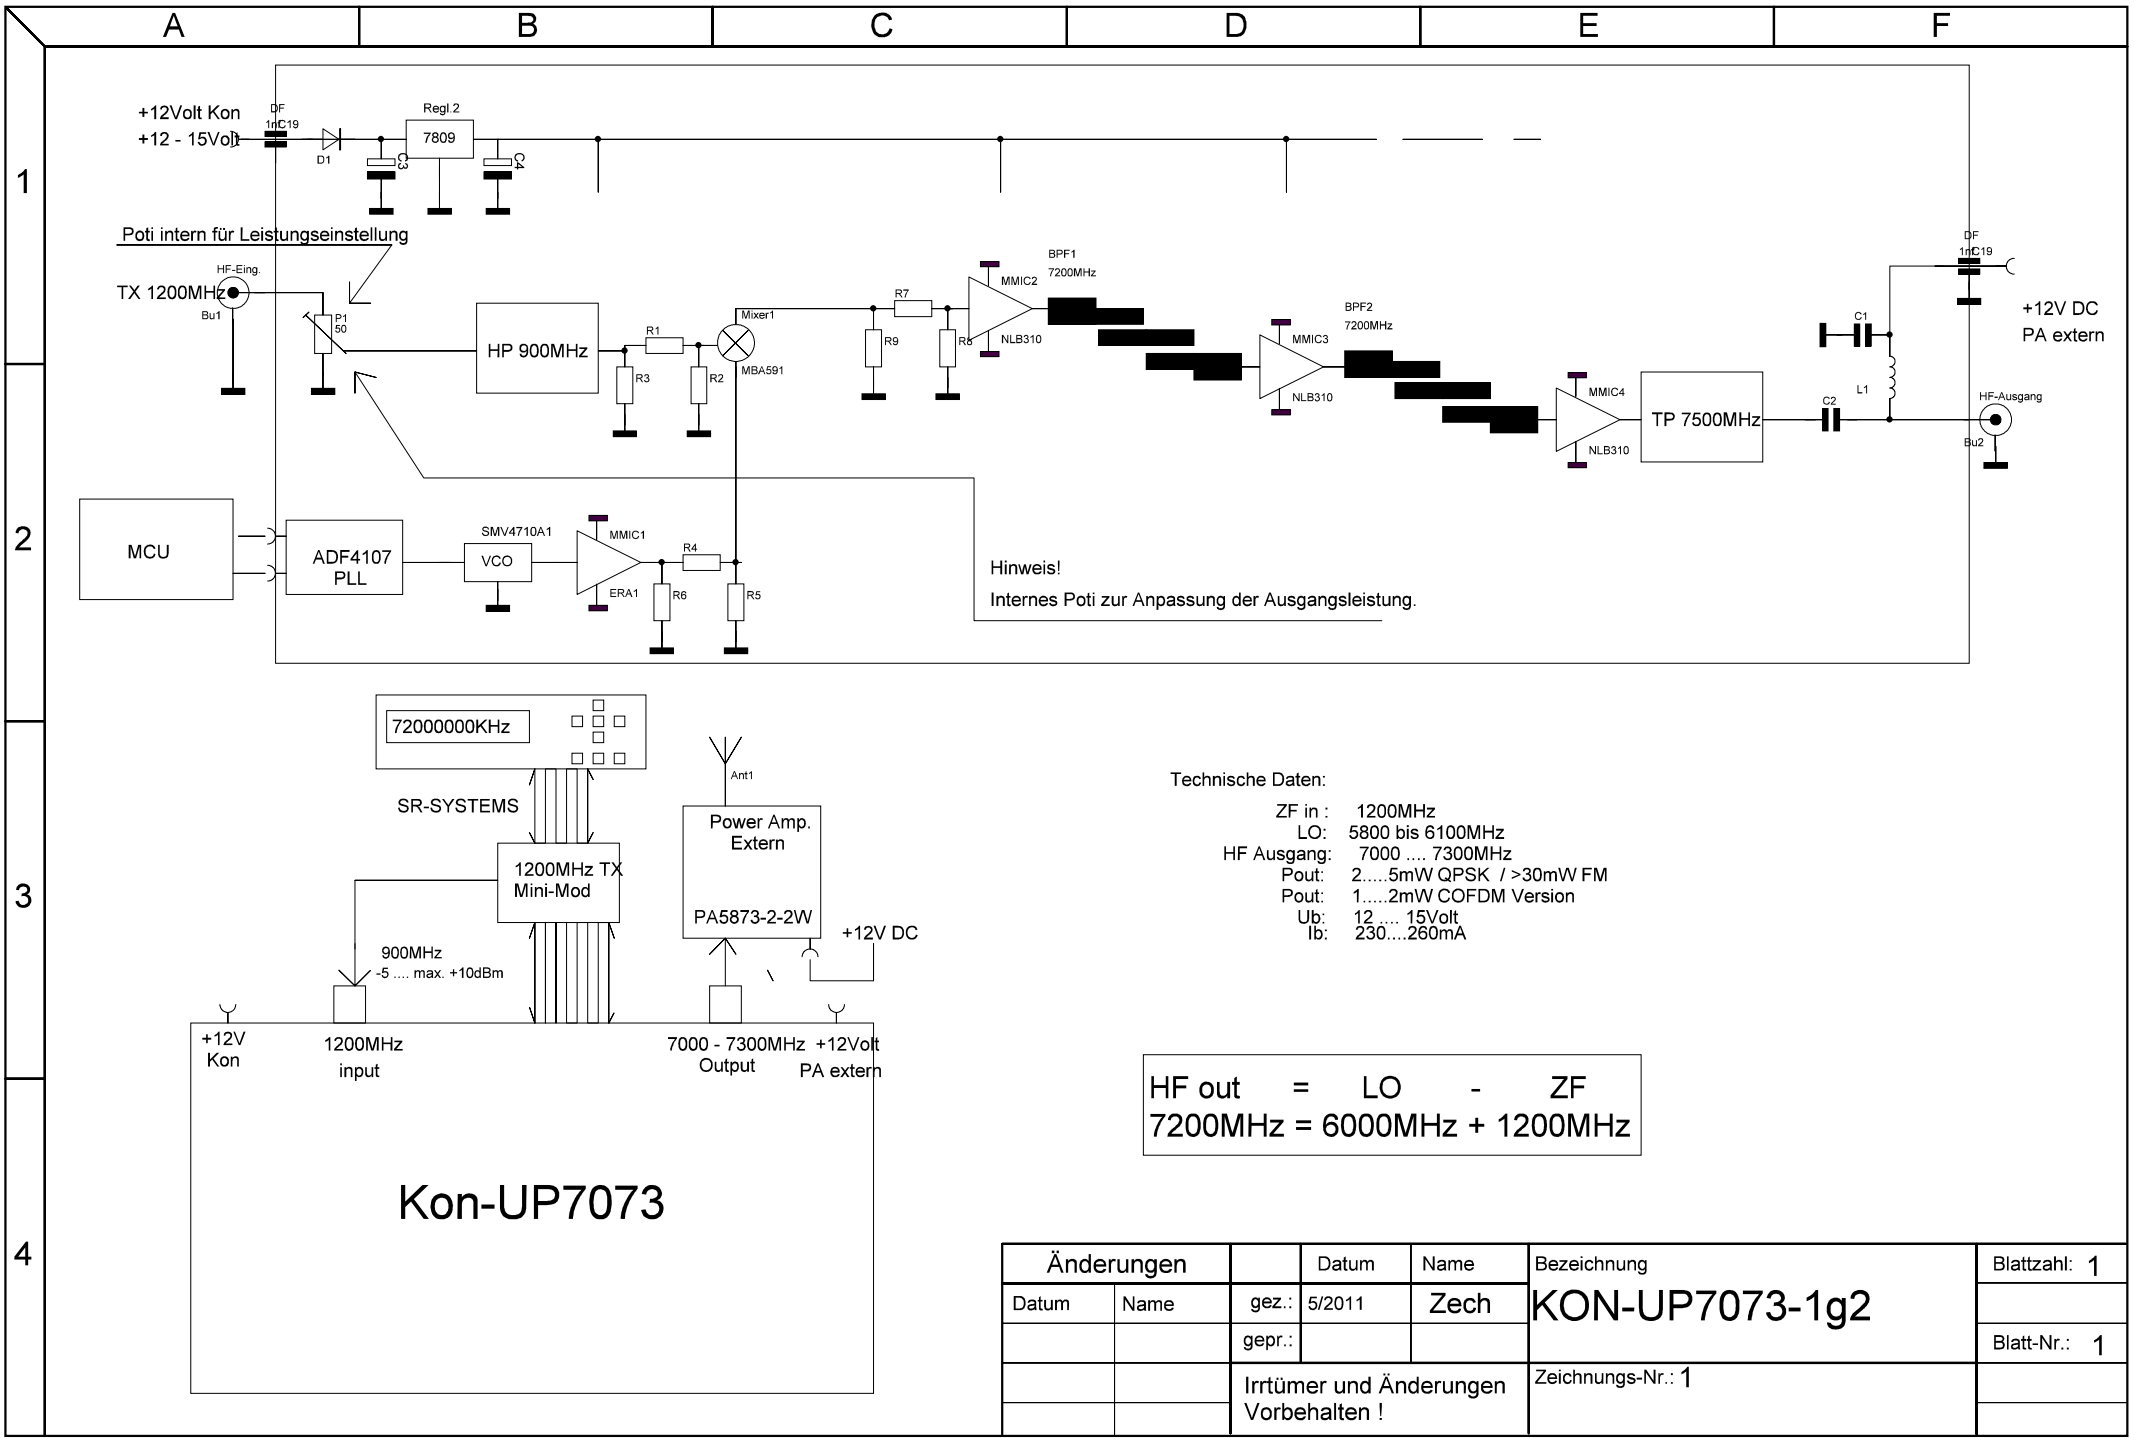 A B C D E F
1
2
3
4
+12Volt Kon
+12 - 15Volt
DF
1nfC19
D1
C3
Regl.2
7809
C4
Poti intern für Leistungseinstellung
HF-Eing.
TX 1200MHz
Bu1
P1
50
HP 900MHz
R1
R3
R2
Mixer1
MBA591
R7
R9
R8
MMIC2
NLB310
BPF1
7200MHz
MMIC3
NLB310
BPF2
7200MHz
MMIC4
NLB310
TP 7500MHz
C2
C1
L1
DF
1nfC19
+12V DC
PA extern
HF-Ausgang
Bu2
MCU
ADF4107
PLL
SMV4710A1
VCO
MMIC1
ERA1
R4
R6
R5
Hinweis!
Internes Poti zur Anpassung der Ausgangsleistung.
72000000KHz
SR-SYSTEMS
1200MHz TX
Mini-Mod
900MHz
-5 .... max. +10dBm
Ant1
Power Amp.
Extern
PA5873-2-2W
+12V DC
+12V
Kon
1200MHz
input
7000 - 7300MHz
Output
+12Volt
PA extern
Kon-UP7073
Technische Daten:
ZF in : 1200MHz
LO: 5800 bis 6100MHz
HF Ausgang: 7000 .... 7300MHz
Pout: 2.....5mW QPSK / >30mW FM
Pout: 1.....2mW COFDM Version
Ub: 12 .... 15Volt
Ib: 230....260mA
HF out = LO - ZF
7200MHz = 6000MHz + 1200MHz
Änderungen
Datum Name
Datum Name
gez.: 5/2011 Zech
gepr.:
Irrtümer und Änderungen
Vorbehalten !
Bezeichnung
KON-UP7073-1g2
Zeichnungs-Nr.: 1
Blattzahl: 1
Blatt-Nr.: 1